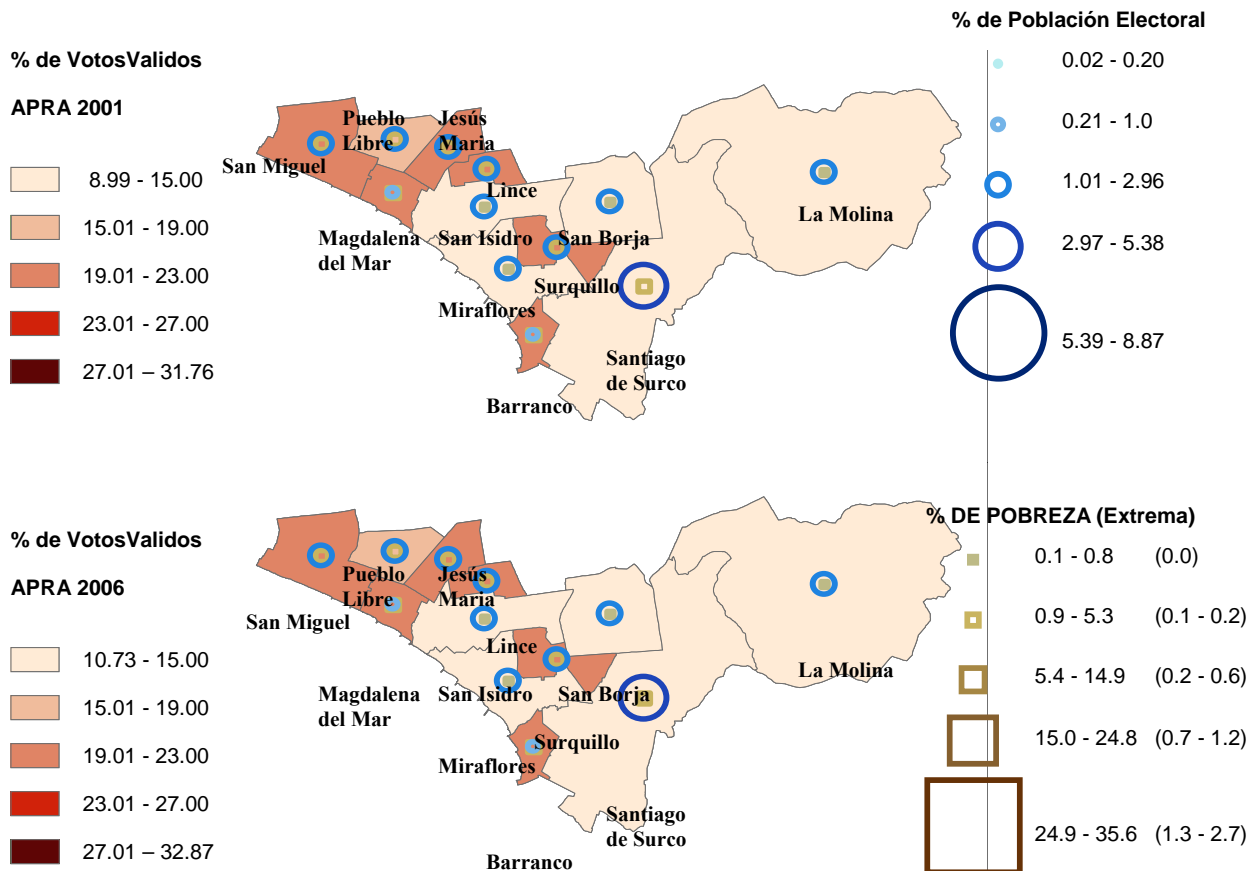 % de VotosValidos
APRA 2001
8.99 - 15.00
15.01 - 19.00
19.01 - 23.00
23.01 - 27.00
27.01 – 31.76
Pueblo
Libre
Jesús
Maria
San Miguel
Lince
Magdalena
del Mar
San Isidro
San Borja
La Molina
Miraflores
Surquillo
Santiago
de Surco
Barranco
% de Población Electoral
0.02 - 0.20
0.21 - 1.0
1.01 - 2.96
2.97 - 5.38
5.39 - 8.87
% de VotosValidos
APRA 2006
10.73 - 15.00
15.01 - 19.00
19.01 - 23.00
23.01 - 27.00
27.01 – 32.87
Pueblo
Libre
Jesús
Maria
San Miguel
Lince
Magdalena
del Mar
San Isidro
San Borja
La Molina
Surquillo
Miraflores
Santiago
de Surco
Barranco
% DE POBREZA (Extrema)
0.1 - 0.8 (0.0)
0.9 - 5.3 (0.1 - 0.2)
5.4 - 14.9 (0.2 - 0.6)
15.0 - 24.8 (0.7 - 1.2)
24.9 - 35.6 (1.3 - 2.7)